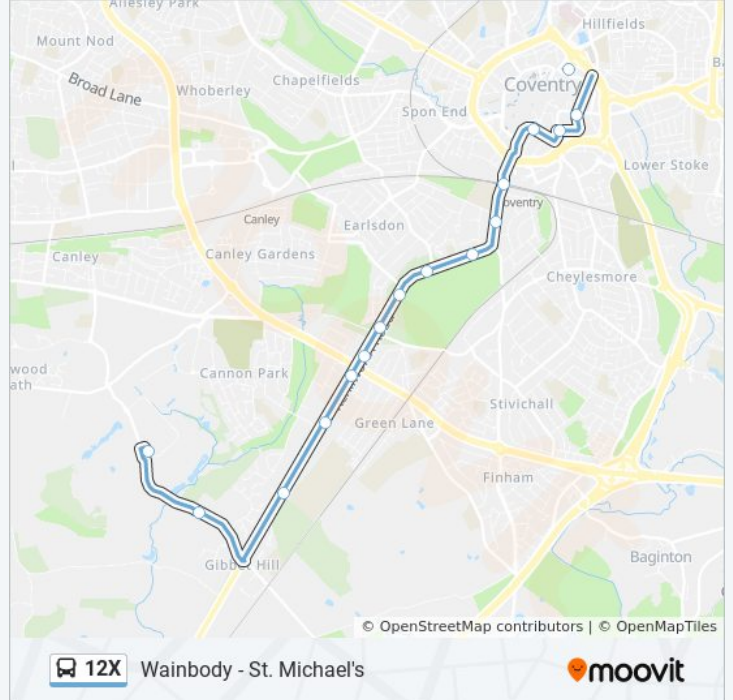 Allesley Park
Hillfields
Mount Nod
Broad Lane
Chapelfields
Whoberley
Coventry
Spon End
Lower Stoke
Coventry
Canley
Earlsdon
Canley
Canley Gardens
Cheylesmore
wood
ath
Cannon Park
Stivichall
Green Lane
Finham
Gibbet Hill
Baginton
© OpenStreetMap contributors | © OpenMapTiles
12X Wainbody - St. Michael's
moovit